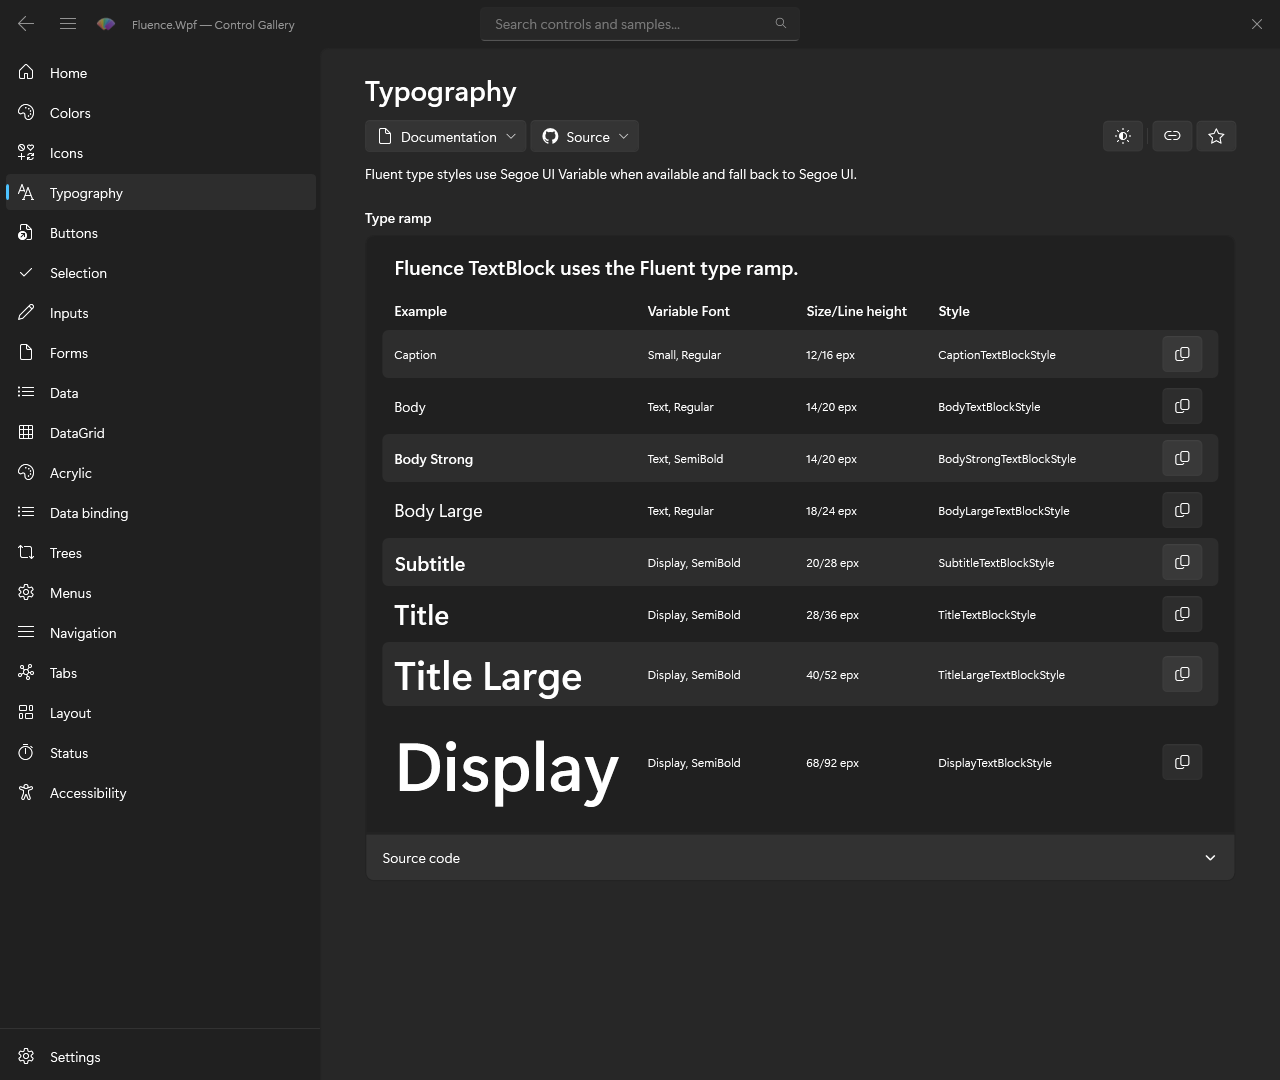 Fluence.Wpf — Control Gallery
Search controls and samples...
Home
Colors
Icons
Typography
Buttons
Selection
Inputs
Forms
Data
DataGrid
Acrylic
Data binding
Trees
Menus
Navigation
Tabs
Layout
Status
Accessibility
Settings
Typography
Documentation
Source
Fluent type styles use Segoe UI Variable when available and fall back to Segoe UI.
Type ramp
Fluence TextBlock uses the Fluent type ramp.
Example Variable Font Size/Line height Style
Caption Small, Regular 12/16 epx CaptionTextBlockStyle
Body Text, Regular 14/20 epx BodyTextBlockStyle
Body Strong Text, SemiBold 14/20 epx BodyStrongTextBlockStyle
Body Large Text, Regular 18/24 epx BodyLargeTextBlockStyle
Subtitle Display, SemiBold 20/28 epx SubtitleTextBlockStyle
Title Display, SemiBold 28/36 epx TitleTextBlockStyle
Title Large Display, SemiBold 40/52 epx TitleLargeTextBlockStyle
Display Display, SemiBold 68/92 epx DisplayTextBlockStyle
Source code